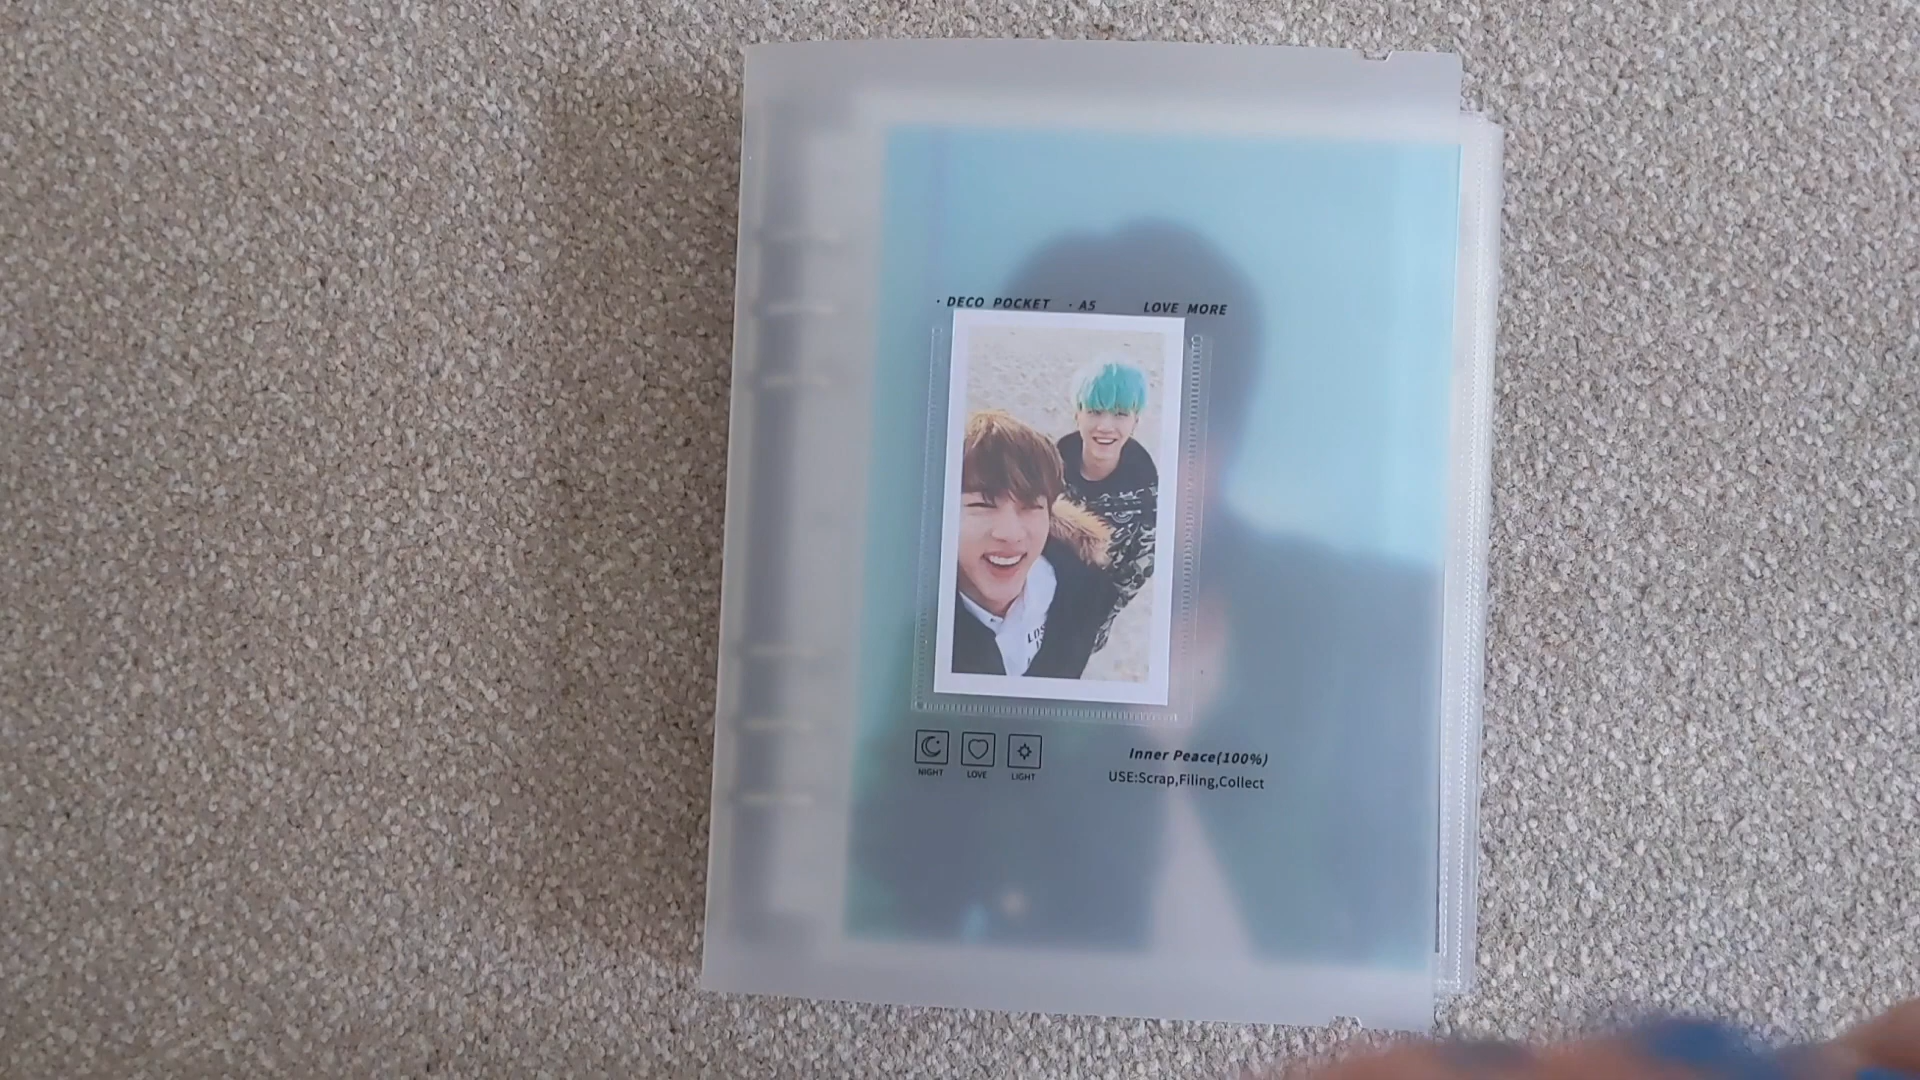 · DECO POCKET · A5 LOVE MORE
NIGHT LOVE LIGHT
Inner Peace(100%)
USE:Scrap,Filing,Collect